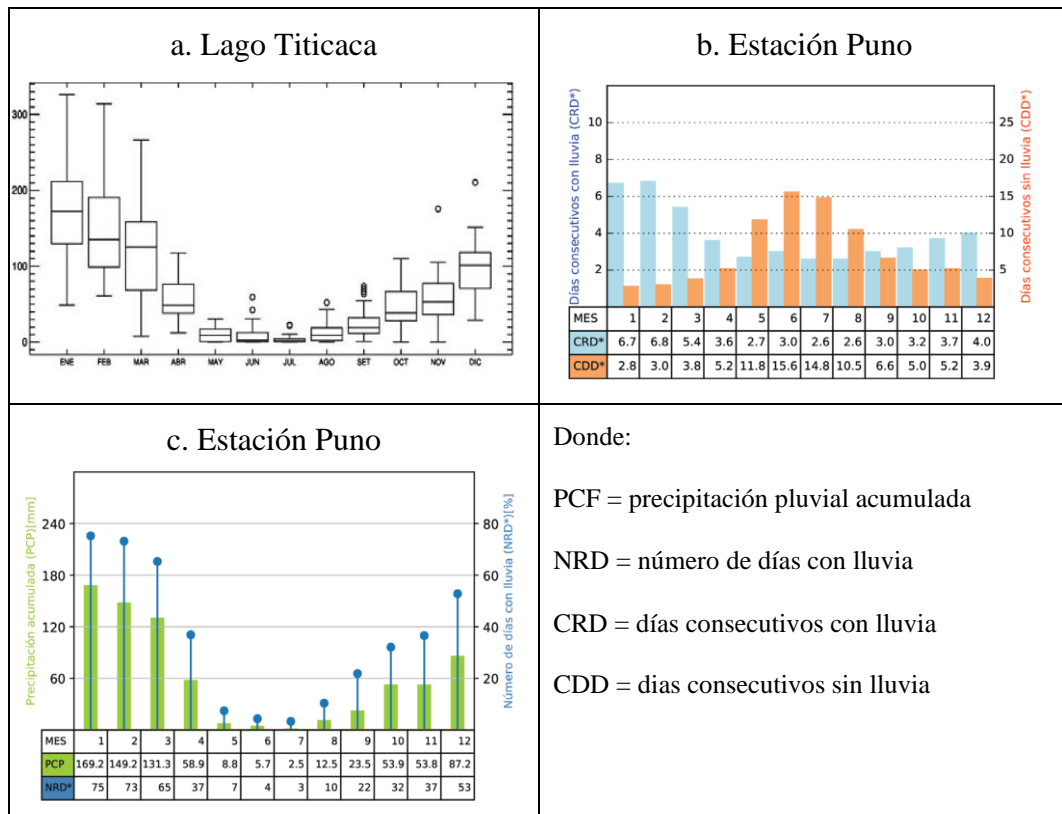 a. Lago Titicaca
300
200
100
0
ENE FEB MAR ABR MAY JUN JUL AGO SET OCT NOV DIC
b. Estación Puno
Días consecutivos con lluvia (CRD*)
10
8
6
4
2
Días consecutivos sin lluvia (CDD*)
25
20
15
10
5
MES 1 2 3 4 5 6 7 8 9 10 11 12
CRD* 6.7 6.8 5.4 3.6 2.7 3.0 2.6 2.6 3.0 3.2 3.7 4.0
CDD* 2.8 3.0 3.8 5.2 11.8 15.6 14.8 10.5 6.6 5.0 5.2 3.9
c. Estación Puno
Precipitación acumulada (PCP)[mm]
240
180
120
60
Número de días con lluvia (NRD*)[%]
80
60
40
20
MES 1 2 3 4 5 6 7 8 9 10 11 12
PCP 169.2 149.2 131.3 58.9 8.8 5.7 2.5 12.5 23.5 53.9 53.8 87.2
NRD* 75 73 65 37 7 4 3 10 22 32 37 53
Donde:
PCF = precipitación pluvial acumulada
NRD = número de días con lluvia
CRD = días consecutivos con lluvia
CDD = dias consecutivos sin lluvia